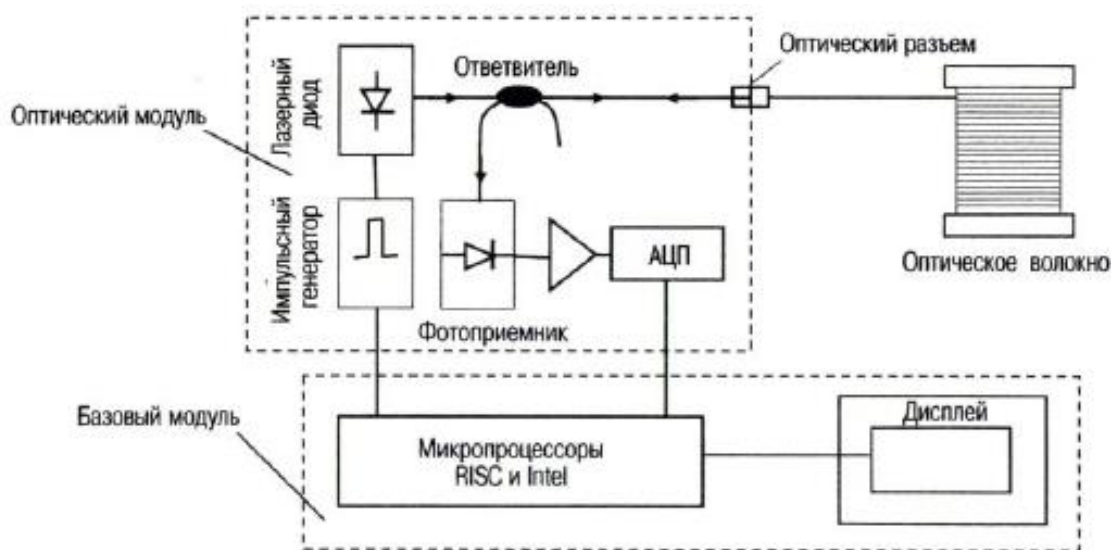 Оптический разъем
Ответвитель
Лазерный
диод
Оптический модуль
Импульсный
генератор
АЦП
Оптическое волокно
Фотоприемник
Базовый модуль
Дисплей
Микропроцессоры
RISC и Intel